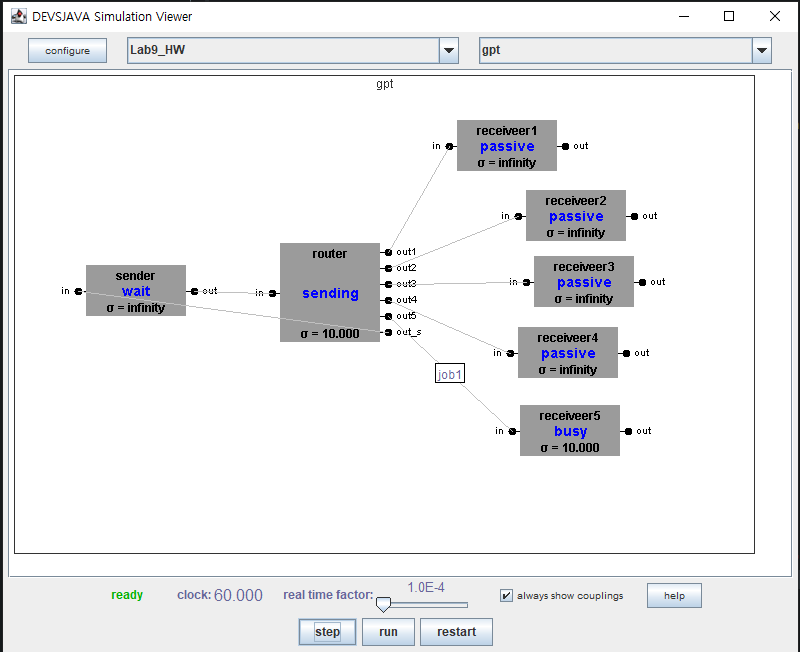 DEVSJAVA Simulation Viewer
configure
Lab9_HW
gpt
gpt
receiveer1
in
passive
out
σ = infinity
receiveer2
in
passive
out
σ = infinity
receiveer3
in
passive
out
σ = infinity
receiveer4
in
passive
out
σ = infinity
receiveer5
in
busy
out
σ = 10.000
sender
in
wait
out
σ = infinity
router
in
sending
σ = 10.000
out1
out2
out3
out4
out5
out_s
job1
ready
clock: 60.000
real time factor:
1.0E-4
always show couplings
help
step
run
restart